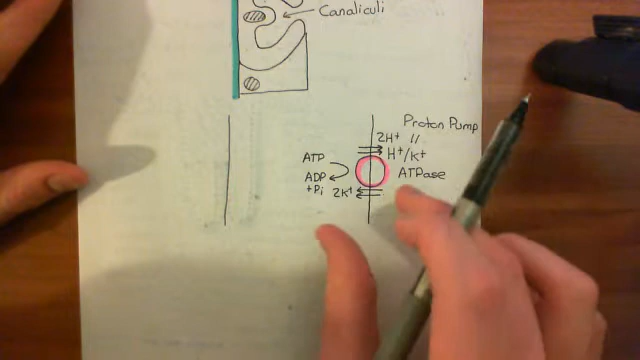 Canaliculi
Proton Pump
2H⁺ //
H⁺/K⁺
ATPase
ATP
ADP
+Pi 2K⁺